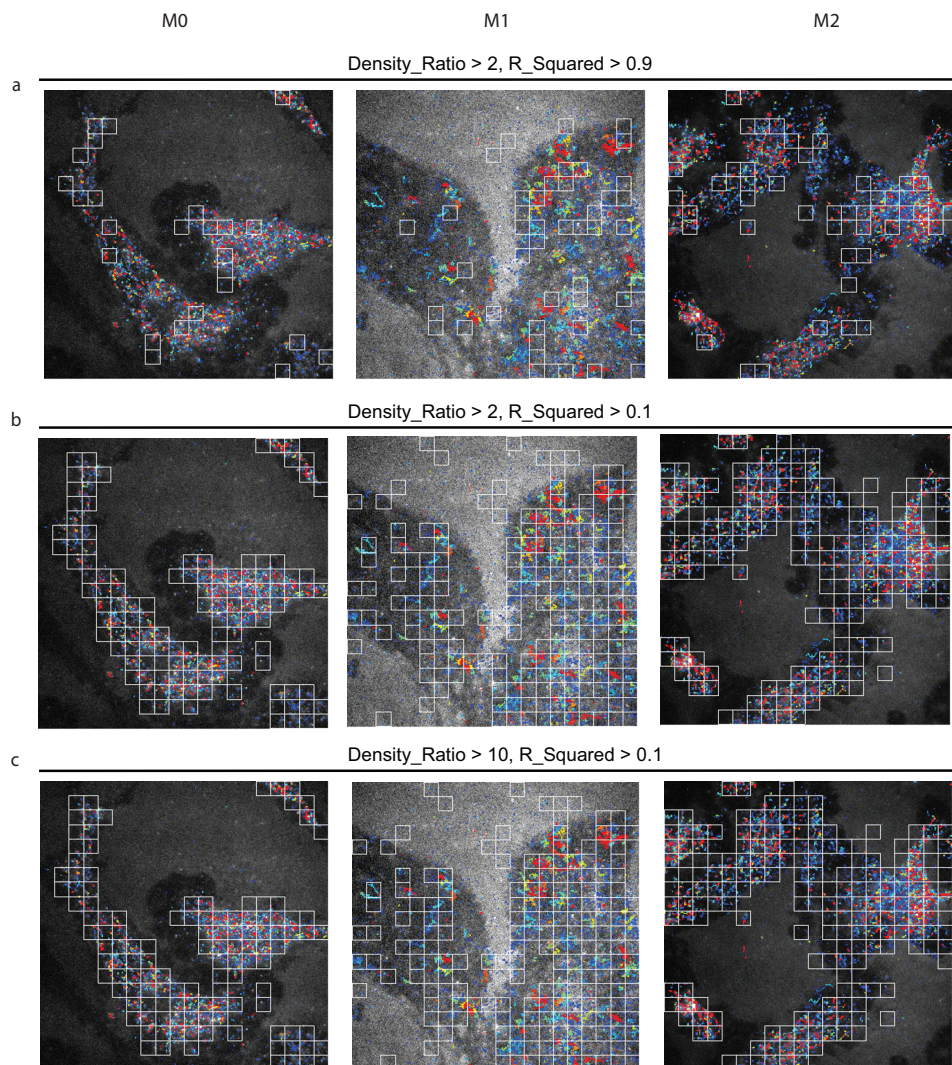 M0 M1 M2
Density_Ratio > 2, R_Squared > 0.9
a
Density_Ratio > 2, R_Squared > 0.1
b
Density_Ratio > 10, R_Squared > 0.1
c